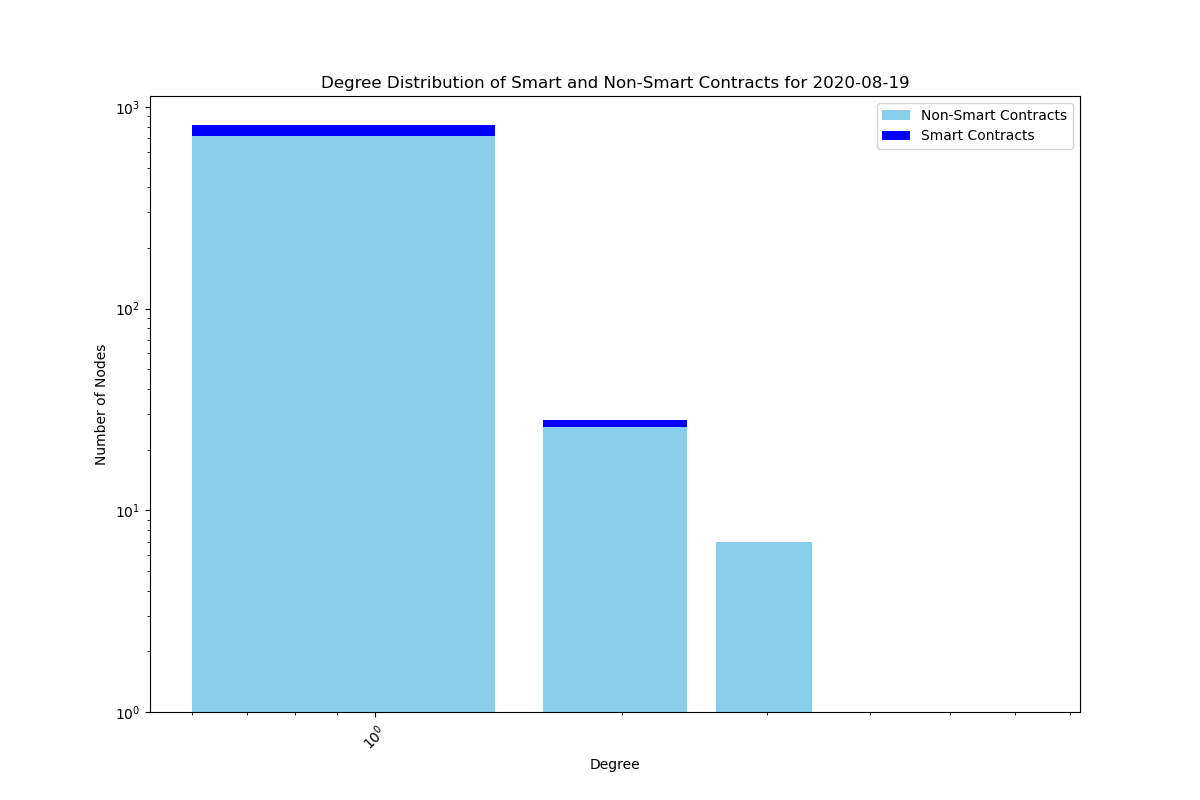 Degree Distribution of Smart and Non-Smart Contracts for 2020-08-19
Non-Smart Contracts
Smart Contracts
Number of Nodes
10³
10²
10¹
10⁰
10⁰
Degree